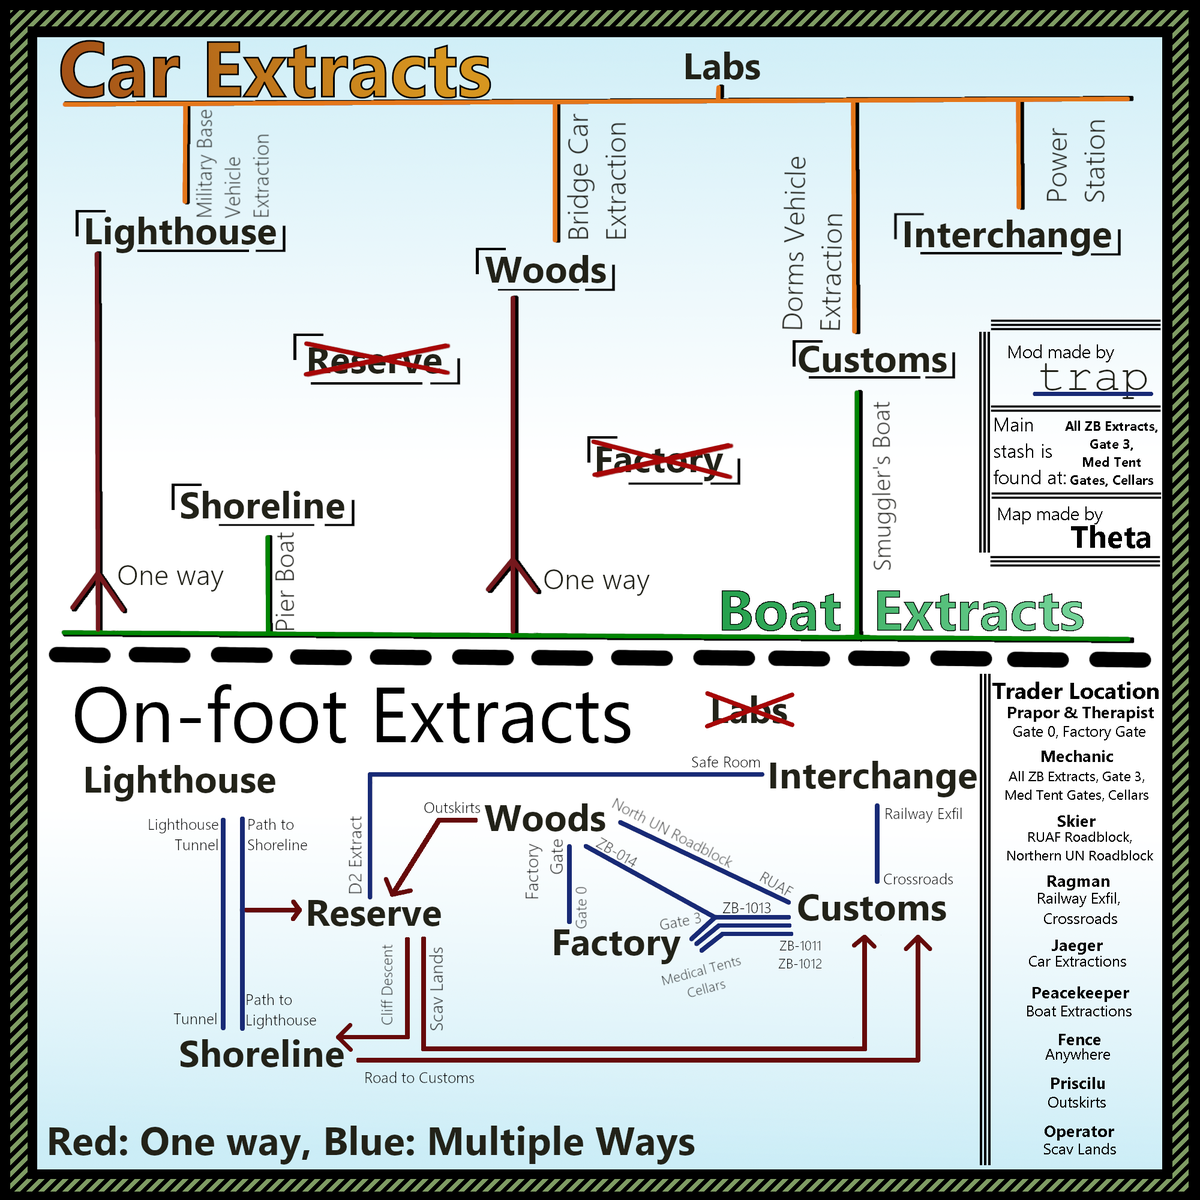 Car Extracts
Labs
Military Base
Vehicle
Extraction
Bridge Car
Extraction
Dorms Vehicle
Extraction
Power
Station
Lighthouse
Woods
Interchange
Reserve
Customs
Factory
Shoreline
Smuggler's Boat
Pier Boat
One way
One way
Boat Extracts
Mod made by
trap
Main
stash is
found at:
All ZB Extracts,
Gate 3,
Med Tent
Gates, Cellars
Map made by
Theta
On-foot Extracts
Labs
Lighthouse
Safe Room
Interchange
Outskirts
Woods
North UN Roadblock
Railway Exfil
Lighthouse
Tunnel
Path to
Shoreline
D2 Extract
Factory
Gate
ZB-014
RUAF
Crossroads
Reserve
Gate 0
Gate 3
ZB-1013
Customs
Factory
ZB-1011
ZB-1012
Medical Tents
Cellars
Cliff Descent
Scav Lands
Tunnel
Path to
Lighthouse
Shoreline
Road to Customs
Red: One way, Blue: Multiple Ways
Trader Location
Prapor & Therapist
Gate 0, Factory Gate
Mechanic
All ZB Extracts, Gate 3,
Med Tent Gates, Cellars
Skier
RUAF Roadblock,
Northern UN Roadblock
Ragman
Railway Exfil,
Crossroads
Jaeger
Car Extractions
Peacekeeper
Boat Extractions
Fence
Anywhere
Priscilu
Outskirts
Operator
Scav Lands